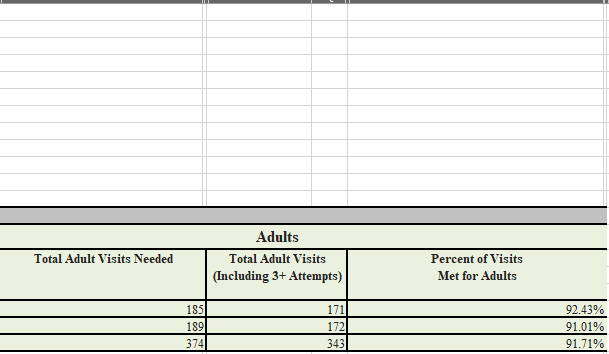 Adults
Total Adult Visits Needed
Total Adult Visits
(Including 3+ Attempts)
Percent of Visits
Met for Adults
185 171 92.43%
189 172 91.01%
374 343 91.71%